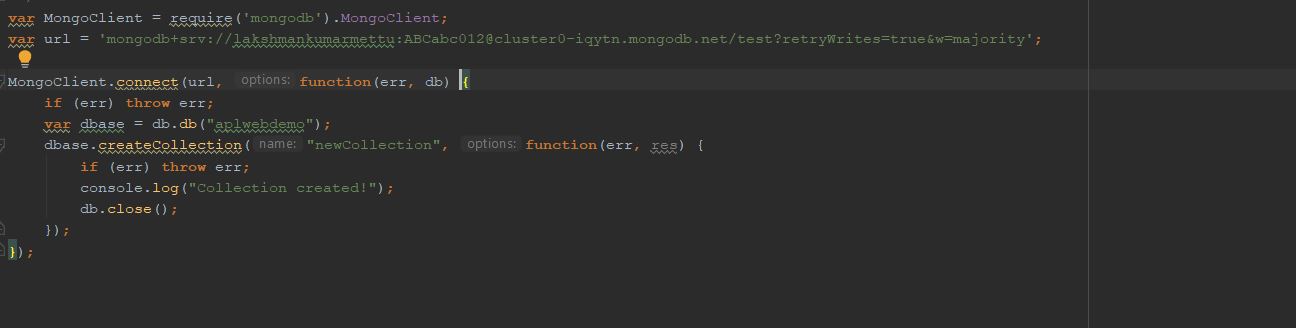 var MongoClient = require('mongodb').MongoClient;
var url = 'mongodb+srv://lakshmankumarmettu:ABCabc012@cluster0-iqytn.mongodb.net/test?retryWrites=true&w=majority';
MongoClient.connect(url, options: function(err, db) {
if (err) throw err;
var dbase = db.db("aplwebdemo");
dbase.createCollection( name: "newCollection", options: function(err, res) {
if (err) throw err;
console.log("Collection created!");
db.close();
});
});